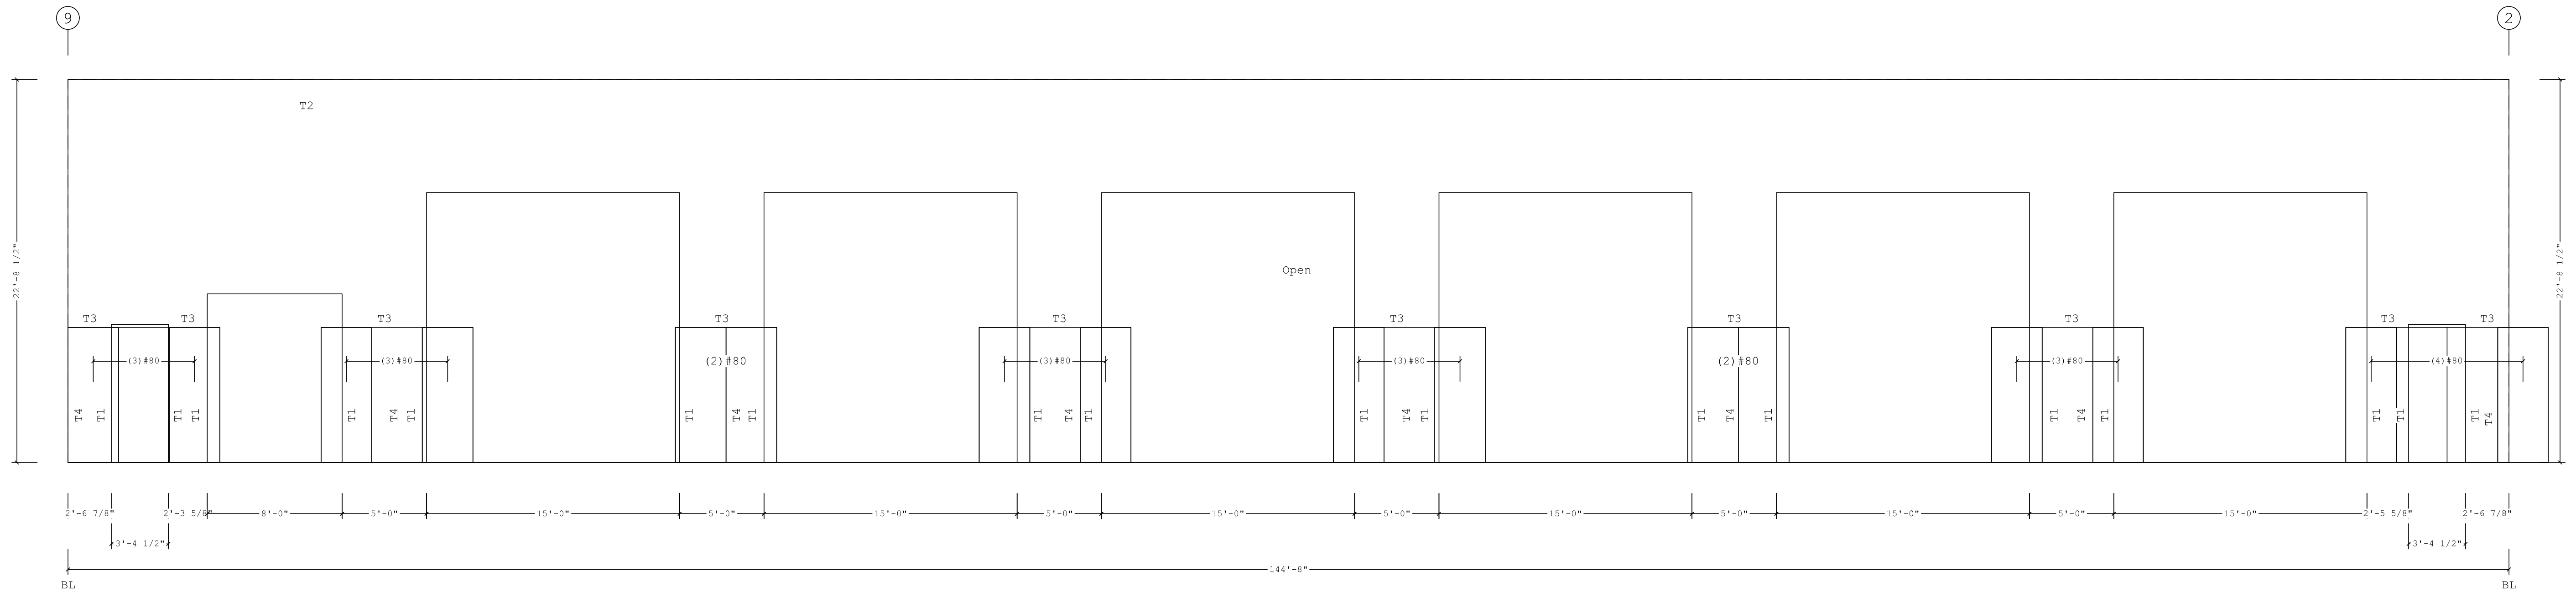 9 2
T2
22'-8 1/2" 22'-8 1/2"
Open
T3 T3 T3 T3 T3 T3 T3 T3 T3 T3
(3)#80 (3)#80 (2)#80 (3)#80 (3)#80 (2)#80 (3)#80 (4)#80
T4 T1 T1 T1 T1 T4 T1 T1 T4 T1 T1 T4 T1 T1 T4 T1 T1 T4 T1 T1 T4 T1 T1 T1 T1 T4
2'-6 7/8" 2'-3 5/8" 8'-0" 5'-0" 15'-0" 5'-0" 15'-0" 5'-0" 15'-0" 5'-0" 15'-0" 5'-0" 15'-0" 5'-0" 15'-0" 2'-5 5/8" 2'-6 7/8"
3'-4 1/2" 3'-4 1/2"
144'-8"
BL BL